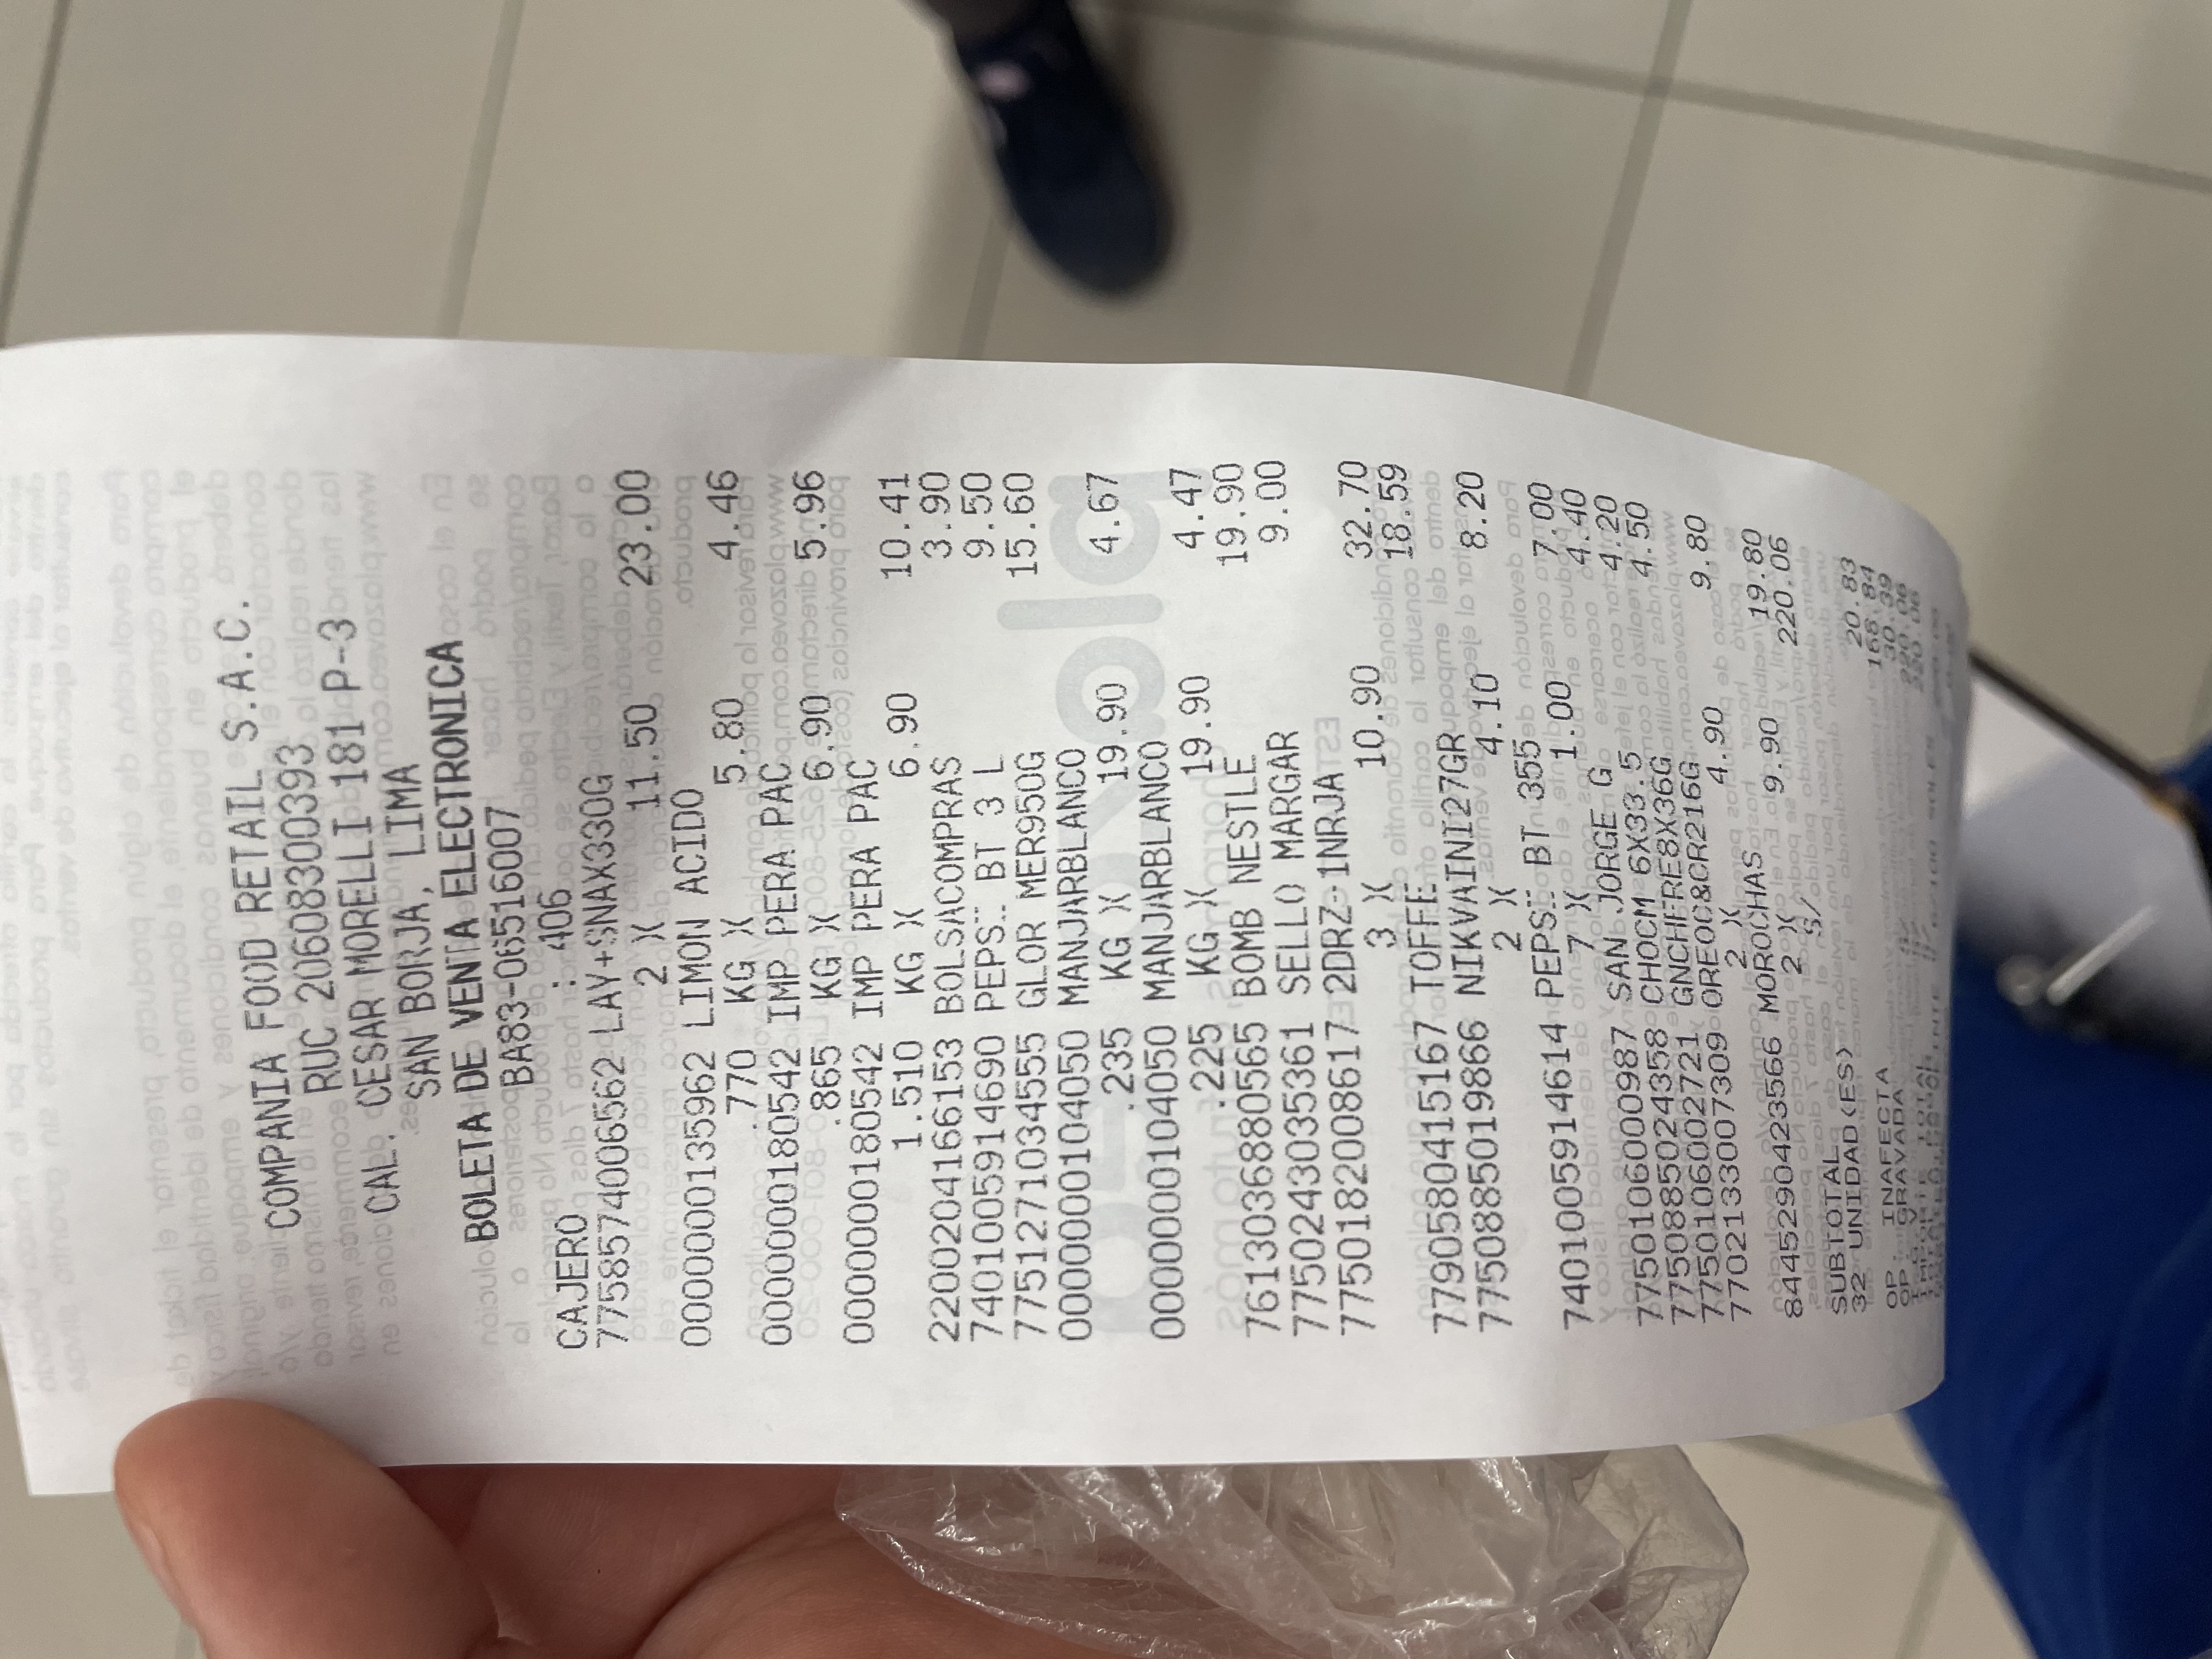 COMPANIA FOOD RETAIL S.A.C.
RUC 20608300393
CAL. CESAR MORELLI 181 P-3
SAN BORJA, LIMA
BOLETA DE VENTA ELECTRONICA
BA83-06516007
CAJERO : 406
7758574006562 LAY+SNAX330G
2 X 11.50 23.00
0000000135962 LIMON ACIDO
.770 KG X 5.80 4.46
0000000180542 IMP PERA PAC
.865 KG X 6.90 5.96
0000000180542 IMP PERA PAC
1.510 KG X 6.90 10.41
2200204166153 BOLSACOMPRAS 3.90
7401005914690 PEPSI BT 3 L 9.50
7751271034555 GLOR MER950G 15.60
0000000104050 MANJARBLANCO
.235 KG X 19.90 4.67
0000000104050 MANJARBLANCO
.225 KG X 19.90 4.47
7613036880565 BOMB NESTLE 19.90
7750243035361 SELLO MARGAR 9.00
7750182008617 2DRZ-1NRJA
3 X 10.90 32.70
7790580415167 TOFFE 18.59
7750885019866 NIKVAINI27GR
2 X 4.10 8.20
7401005914614 PEPSI BT 355
7 X 1.00 7.00
7750106000987 SAN JORGE G 4.40
7750885024358 CHOCM 6X33.5 4.20
7750106002721 GNCHFRE8X36G 4.50
7702133007309 OREOC&CR216G
2 X 4.90 9.80
8445290423566 MOROCHAS
2 X 9.90 19.80
SUBTOTAL S/ 220.06
32 UNIDAD(ES)
OP. INAFECTA 20.83
OP. GRAVADA 168.84
I.G.V. 30.39
IMPORTE TOTAL S/ 220.06
TOTAL A PAGAR S/ 220.06